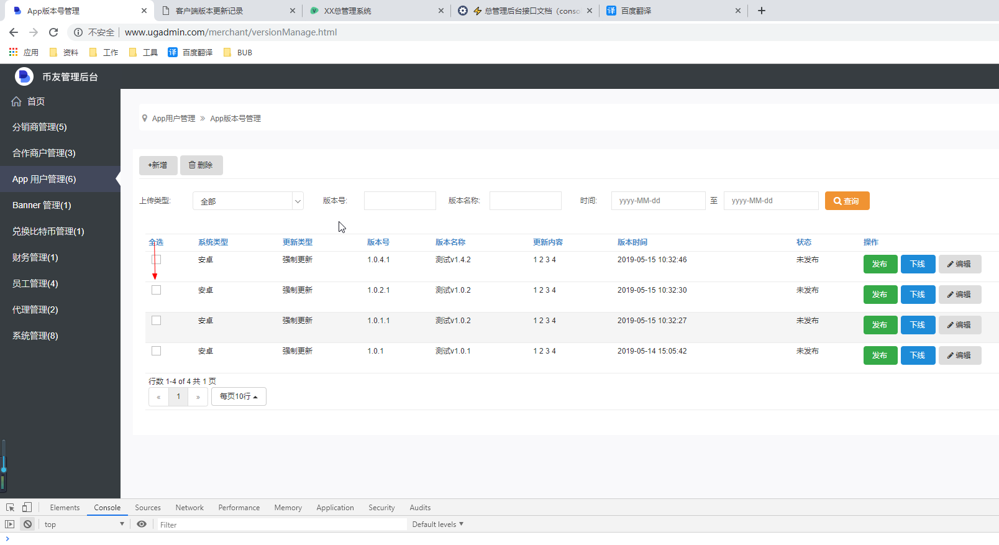 App版本号管理
客户端版本更新记录
XX总管理系统
总管理后台接口文档（conso
译 百度翻译
不安全 www.ugadmin.com/merchant/versionManage.html
应用 资料 工作 工具 译 百度翻译 BUB
币友管理后台
首页
分销商管理(5)
合作商户管理(3)
App 用户管理(6)
Banner 管理(1)
兑换比特币管理(1)
财务管理(1)
员工管理(4)
代理管理(2)
系统管理(8)
App用户管理 » App版本号管理
+新增 删除
上传类型: 全部 版本号: 版本名称: 时间: yyyy-MM-dd 至 yyyy-MM-dd 查询
全选 系统类型 更新类型 版本号 版本名称 更新内容 版本时间 状态 操作
安卓 强制更新 1.0.4.1 测试v1.4.2 1 2 3 4 2019-05-15 10:32:46 未发布 发布 下线 编辑
安卓 强制更新 1.0.2.1 测试v1.0.2 1 2 3 4 2019-05-15 10:32:30 未发布 发布 下线 编辑
安卓 强制更新 1.0.1.1 测试v1.0.2 1 2 3 4 2019-05-15 10:32:27 未发布 发布 下线 编辑
安卓 强制更新 1.0.1 测试v1.0.1 1 2 3 4 2019-05-14 15:05:42 未发布 发布 下线 编辑
行数 1-4 of 4 共 1 页
« 1 » 每页10行
Elements Console Sources Network Performance Memory Application Security Audits
top Filter Default levels